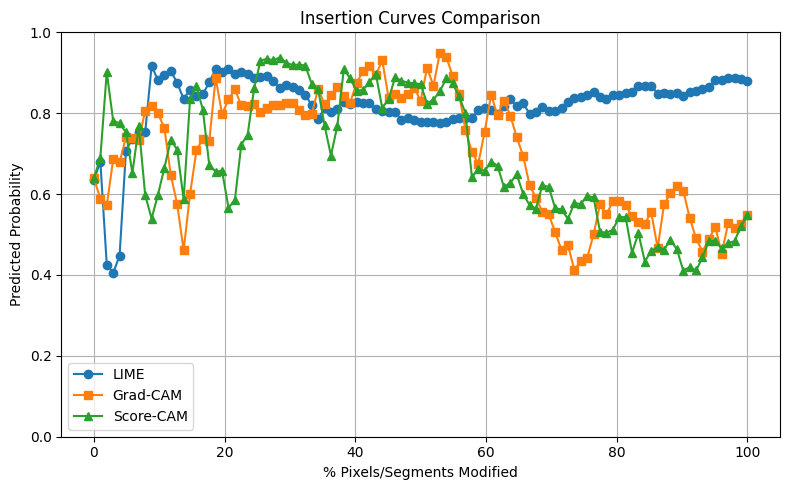 Insertion Curves Comparison
Predicted Probability
1.0
0.8
0.6
0.4
0.2
0.0
LIME
Grad-CAM
Score-CAM
0 20 40 60 80 100
% Pixels/Segments Modified